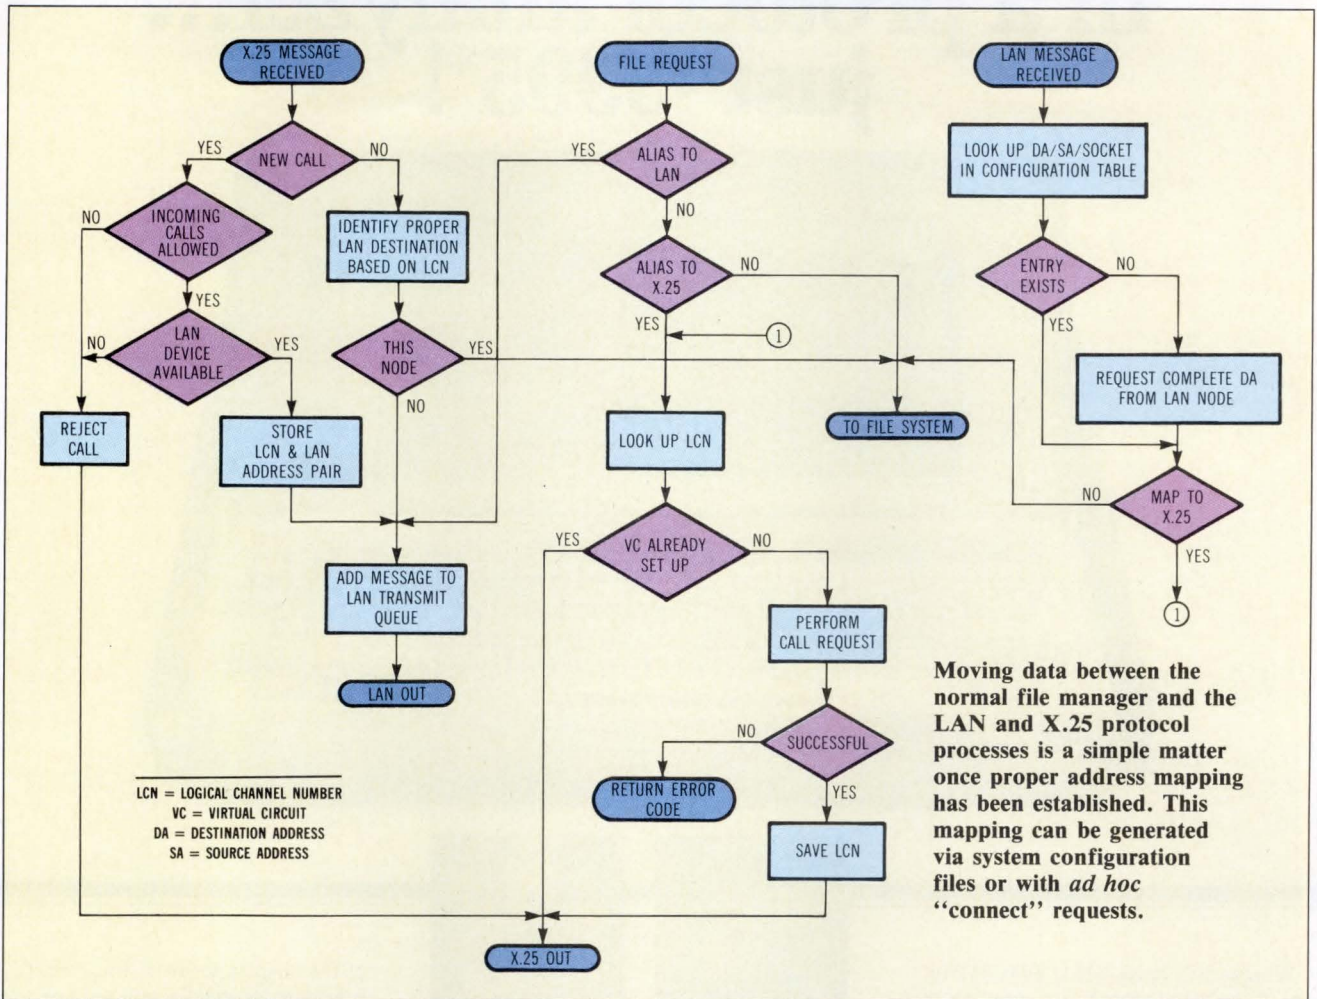 X.25 MESSAGE
RECEIVED
FILE REQUEST
LAN MESSAGE
RECEIVED
NEW CALL
YES
NO
INCOMING
CALLS
ALLOWED
NO
YES
LAN
DEVICE
AVAILABLE
NO
YES
REJECT
CALL
STORE
LCN & LAN
ADDRESS PAIR
IDENTIFY PROPER
LAN DESTINATION
BASED ON LCN
THIS
NODE
YES
NO
ADD MESSAGE TO
LAN TRANSMIT
QUEUE
LAN OUT
ALIAS TO
LAN
YES
NO
ALIAS TO
X.25
NO
YES
1
LOOK UP LCN
TO FILE SYSTEM
VC ALREADY
SET UP
YES
NO
PERFORM
CALL REQUEST
SUCCESSFUL
NO
YES
RETURN ERROR
CODE
SAVE LCN
X.25 OUT
LOOK UP DA/SA/SOCKET
IN CONFIGURATION TABLE
ENTRY
EXISTS
NO
YES
REQUEST COMPLETE DA
FROM LAN NODE
MAP TO
X.25
NO
YES
1
LCN = LOGICAL CHANNEL NUMBER
VC = VIRTUAL CIRCUIT
DA = DESTINATION ADDRESS
SA = SOURCE ADDRESS
Moving data between the
normal file manager and the
LAN and X.25 protocol
processes is a simple matter
once proper address mapping
has been established. This
mapping can be generated
via system configuration
files or with ad hoc
‘‘connect’’ requests.